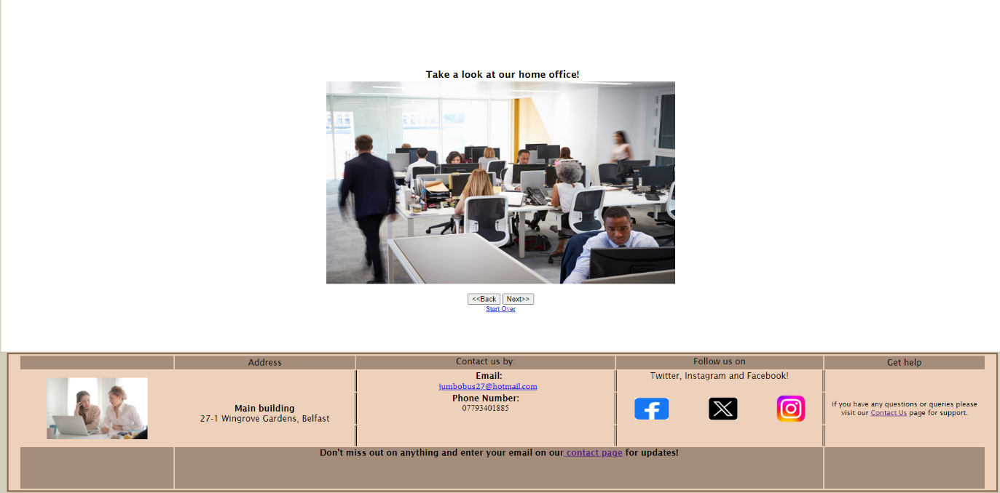 Take a look at our home office!
<<Back Next>>
Start Over
Address
Contact us by:
Follow us on
Get help
Main building
27-1 Wingrove Gardens, Belfast
Email:
jumbobus27@hotmail.com
Phone Number:
07793401885
Twitter, Instagram and Facebook!
If you have any questions or queries please
visit our Contact Us page for support.
Don't miss out on anything and enter your email on our contact page for updates!